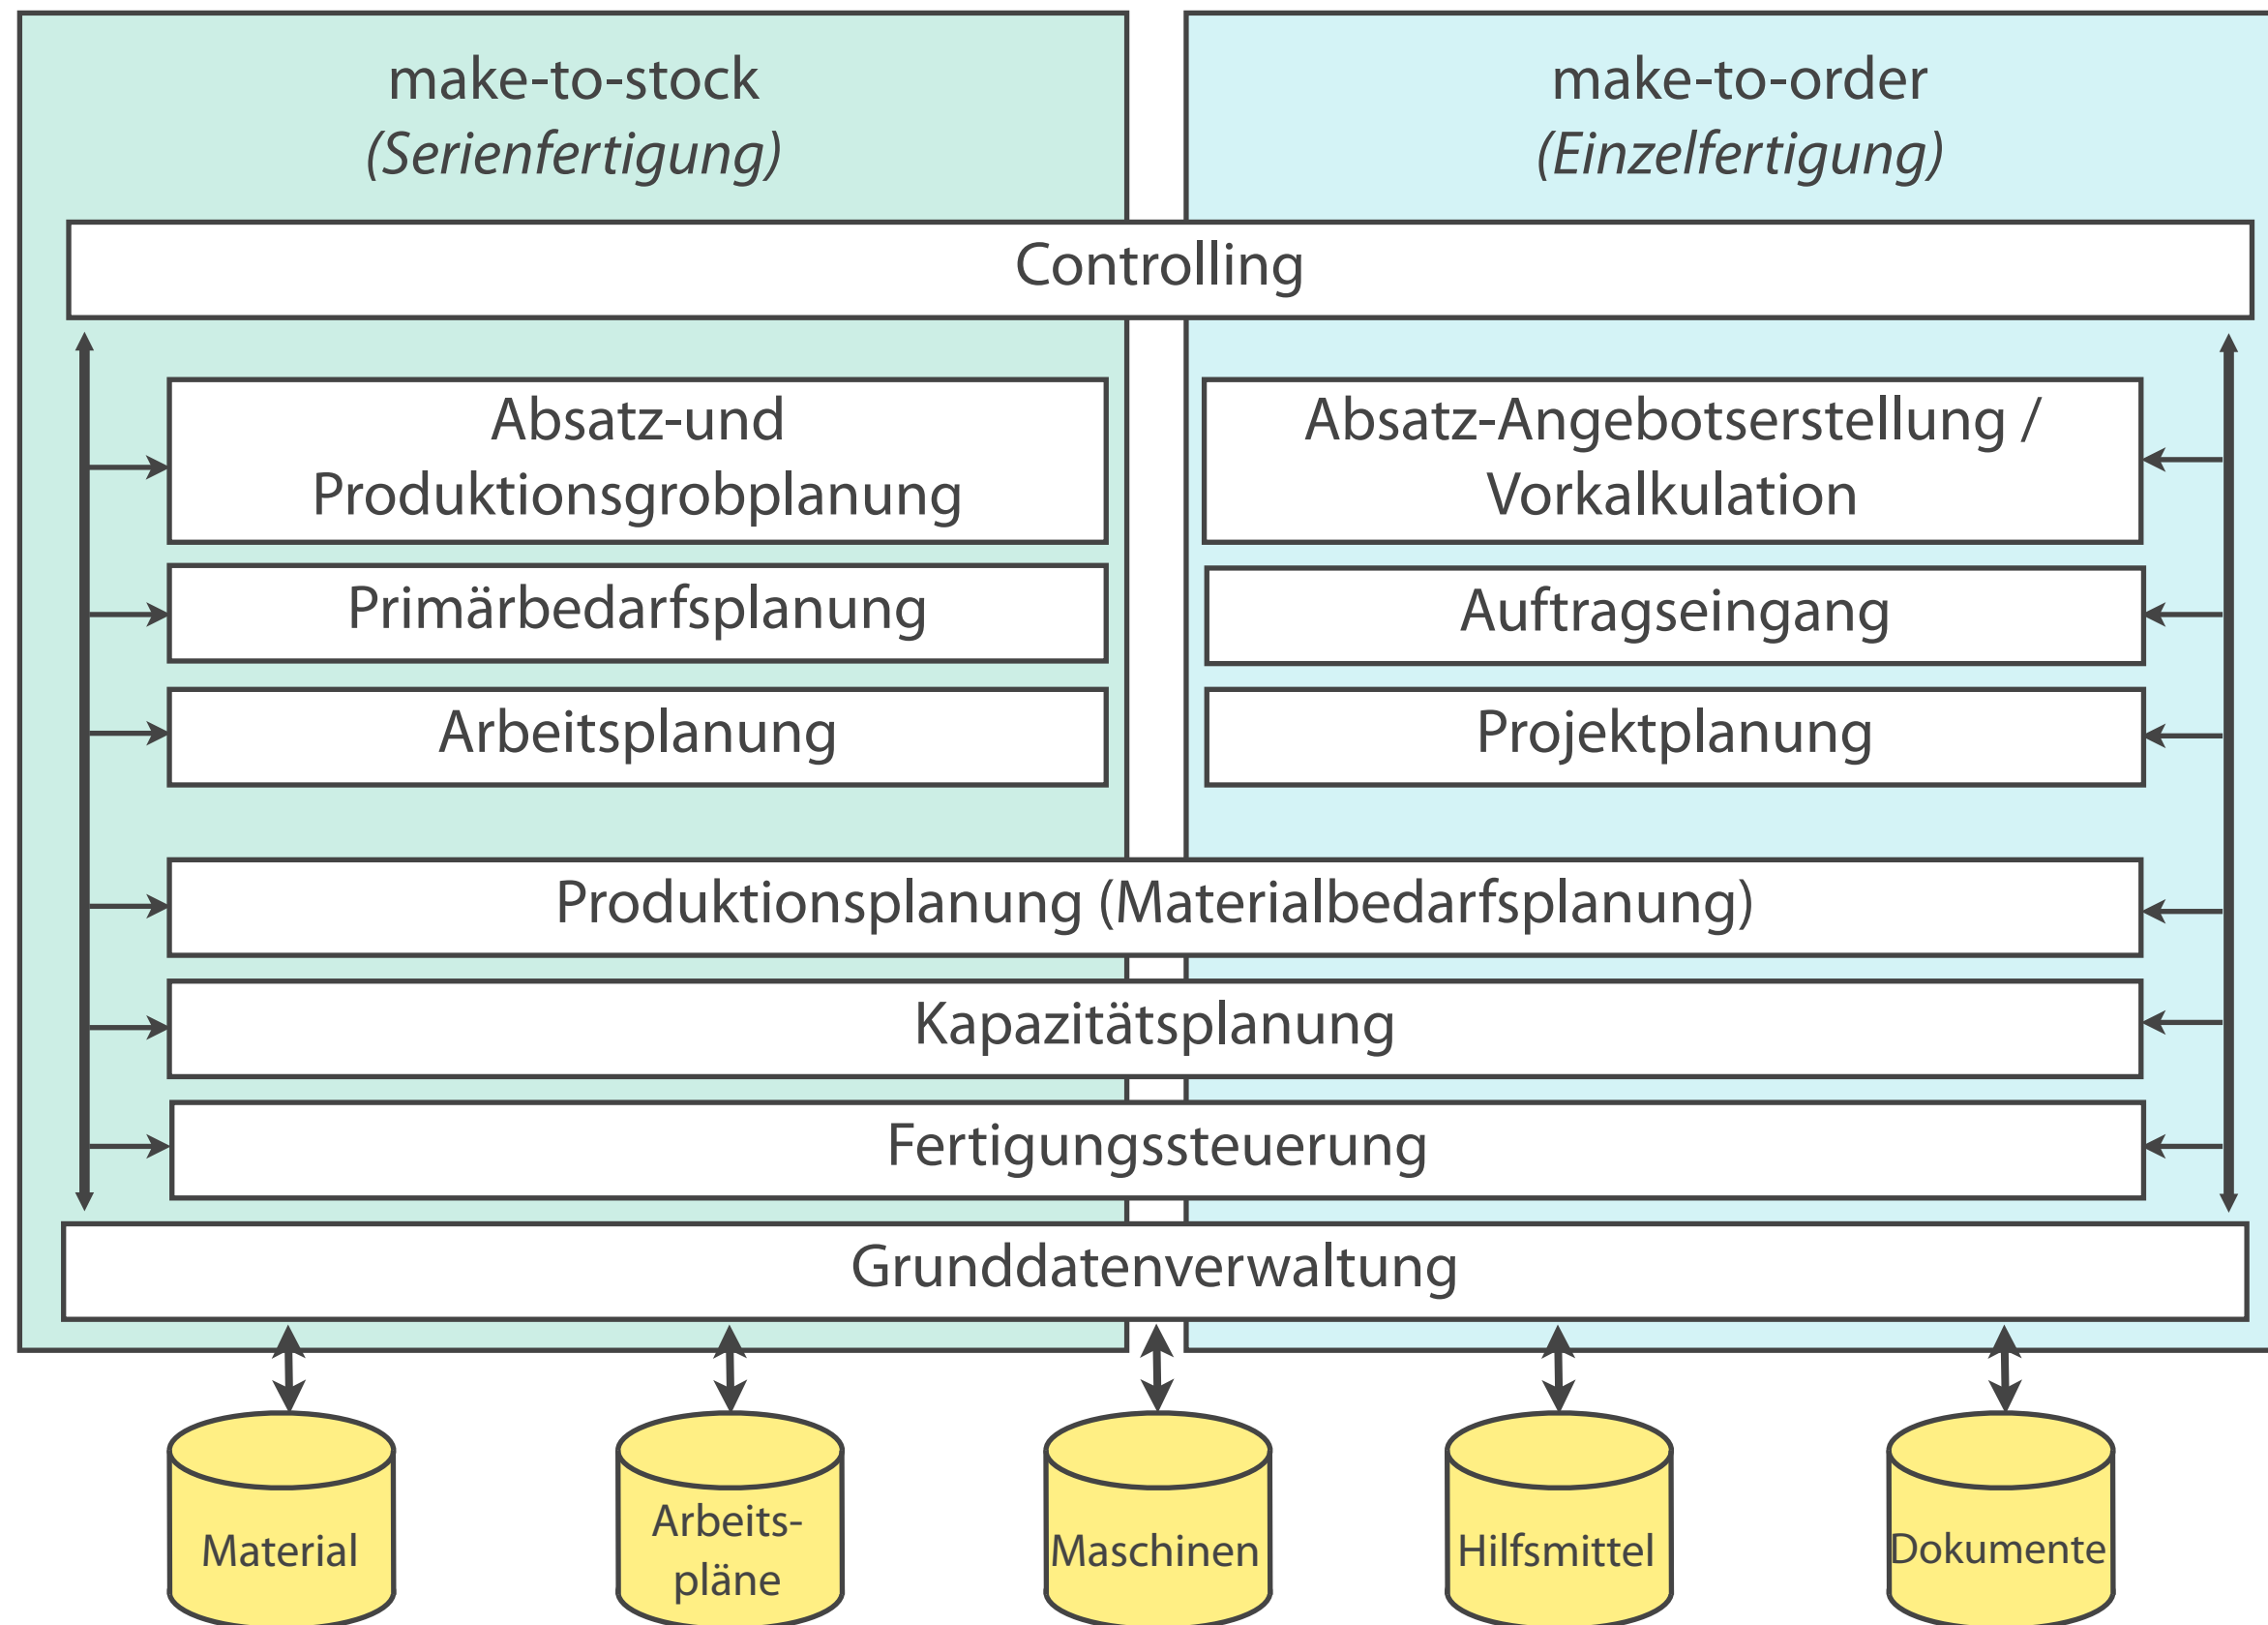 make-to-stock
(Serienfertigung)
make-to-order
(Einzelfertigung)
Controlling
Absatz-und
Produktionsgrobplanung
Absatz-Angebotserstellung /
Vorkalkulation
Primärbedarfsplanung
Auftragseingang
Arbeitsplanung
Projektplanung
Produktionsplanung (Materialbedarfsplanung)
Kapazitätsplanung
Fertigungssteuerung
Grunddatenverwaltung
Material
Arbeits-
pläne
Maschinen
Hilfsmittel
Dokumente